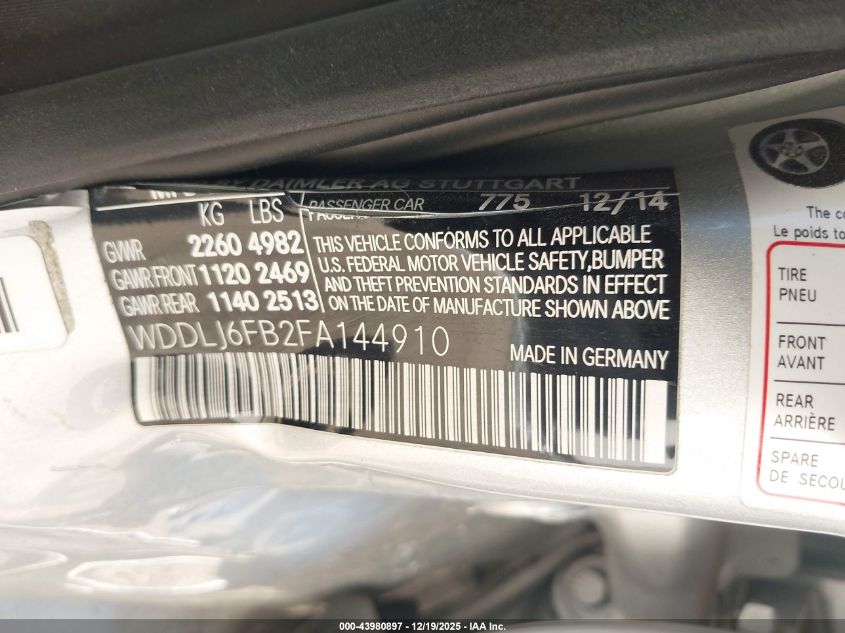 BY DAIMLER AG STUTTGART
PASSENGER CAR 775 12/14
KG LBS
GVWR 2260 4982
GAWR FRONT 1120 2469
GAWR REAR 1140 2513
THIS VEHICLE CONFORMS TO ALL APPLICABLE
U.S. FEDERAL MOTOR VEHICLE SAFETY, BUMPER
AND THEFT PREVENTION STANDARDS IN EFFECT
ON THE DATE OF MANUFACTURE SHOWN ABOVE
WDDLJ6FB2FA144910
MADE IN GERMANY
The co
Le poids to
TIRE
PNEU
FRONT
AVANT
REAR
ARRIÈRE
SPARE
DE SECOU
000-43980897 - 12/19/2025 - IAA Inc.